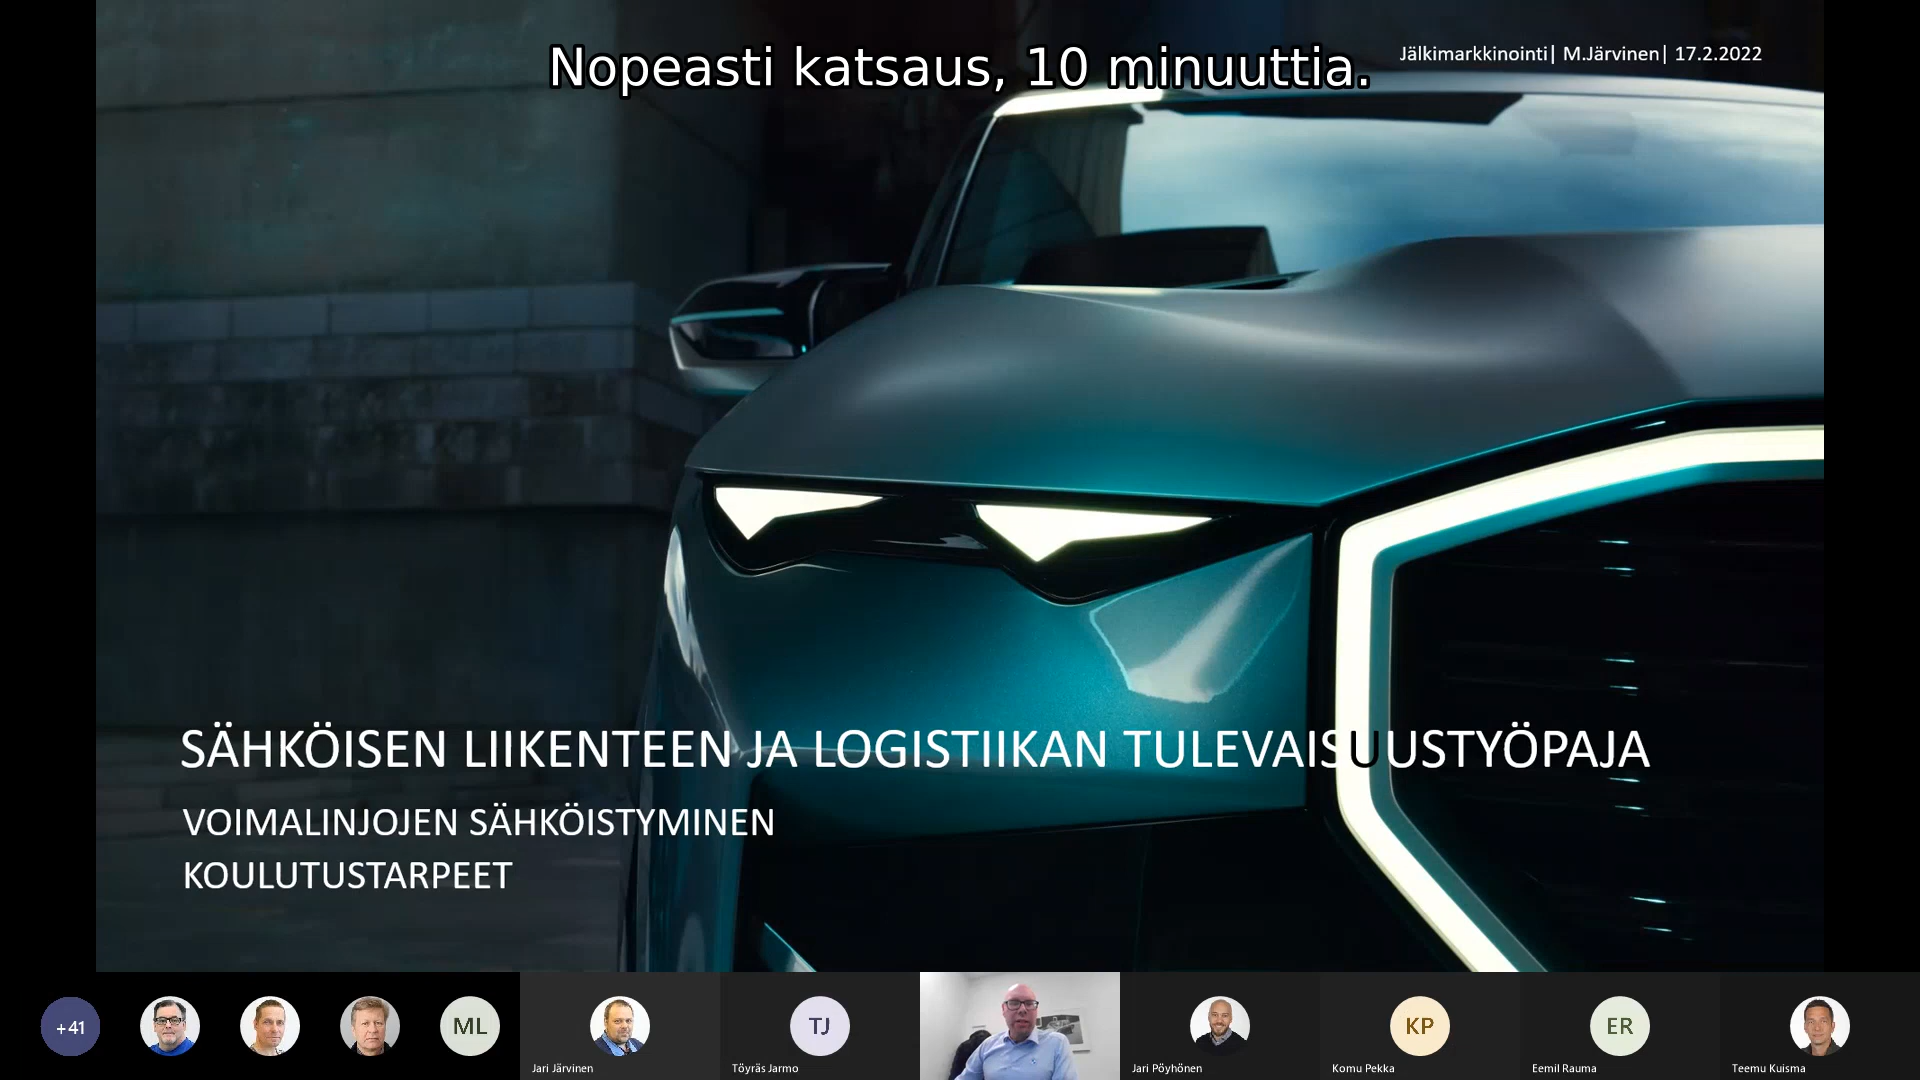 Nopeasti katsaus, 10 minuuttia.
Jälkimarkkinointi| M.Järvinen| 17.2.2022
SÄHKÖISEN LIIKENTEEN JA LOGISTIIKAN TULEVAISUUSTYÖPAJA
VOIMALINJOJEN SÄHKÖISTYMINEN
KOULUTUSTARPEET
+41
ML
TJ
KP
ER
Jari Järvinen
Töyräs Jarmo
Jari Pöyhönen
Komu Pekka
Eemil Rauma
Teemu Kuisma